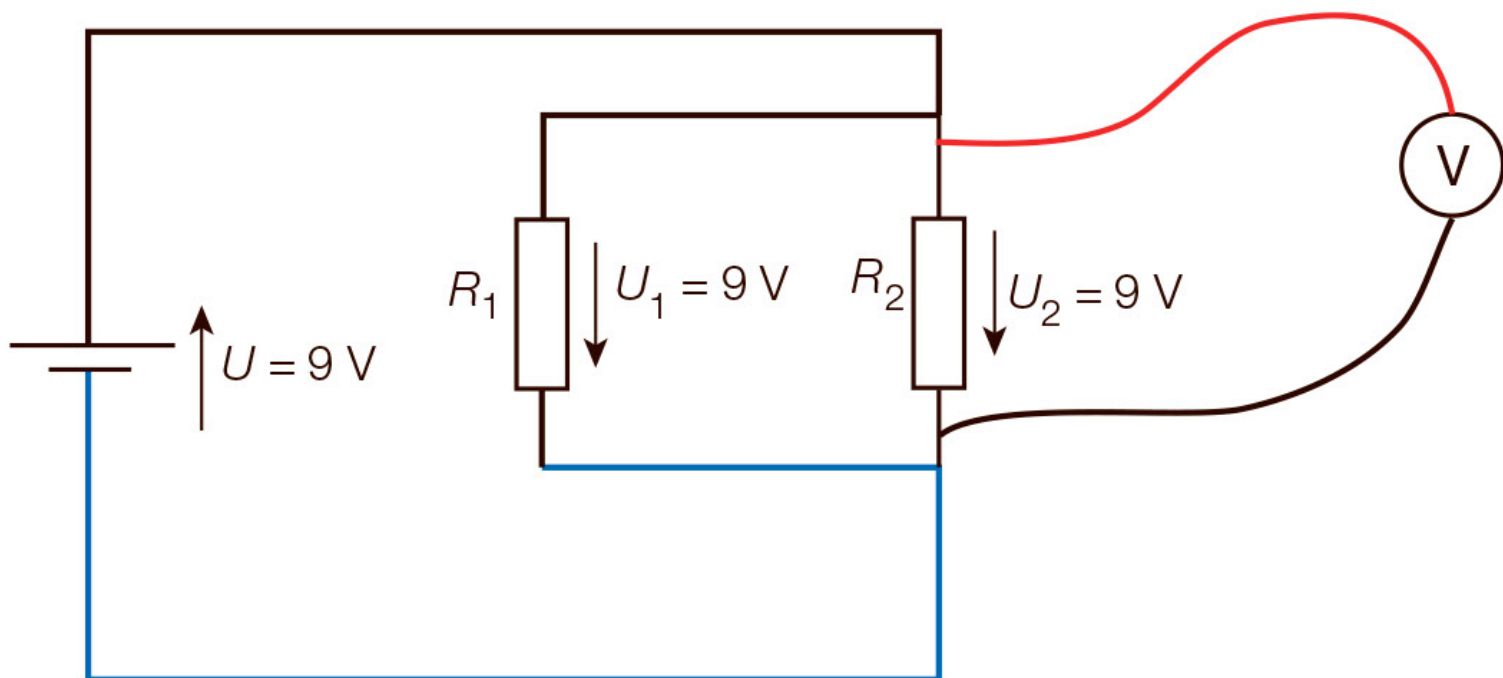 U = 9 V
R₁
U₁ = 9 V
R₂
U₂ = 9 V
V